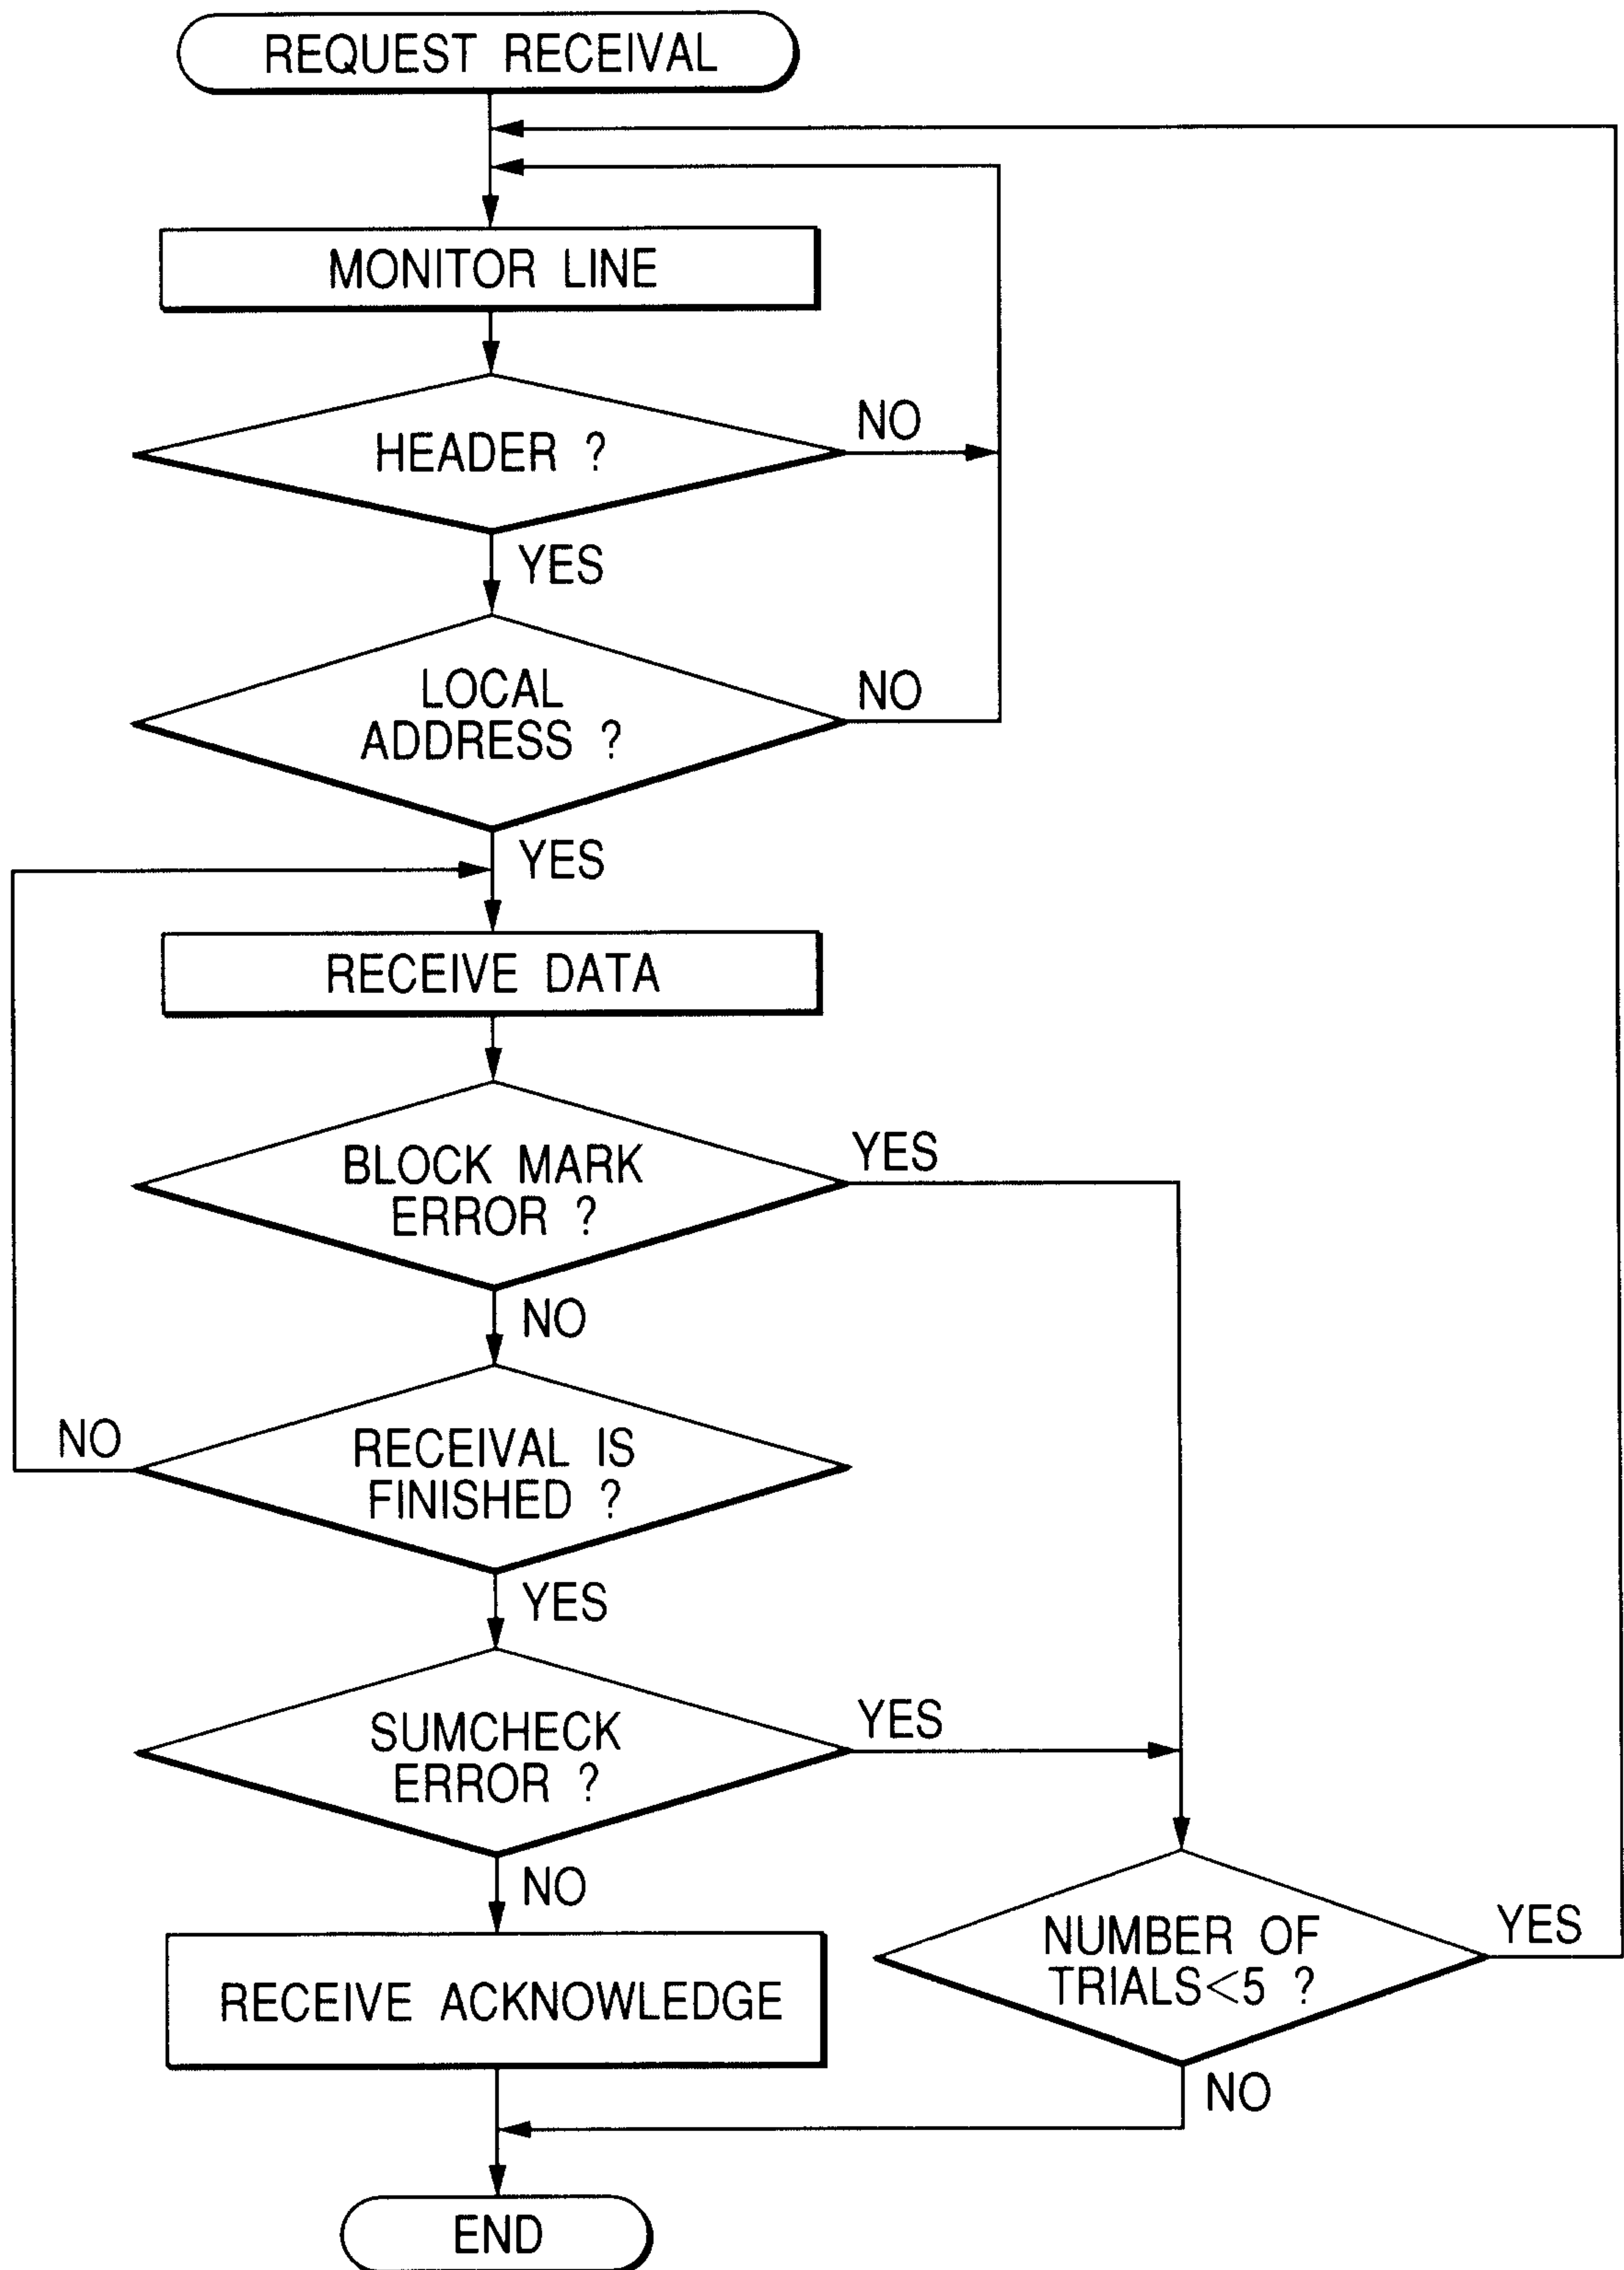 REQUEST RECEIVAL
MONITOR LINE
HEADER ?
NO
YES
LOCAL
ADDRESS ?
NO
YES
RECEIVE DATA
BLOCK MARK
ERROR ?
YES
NO
RECEIVAL IS
FINISHED ?
NO
YES
SUMCHECK
ERROR ?
YES
NO
RECEIVE ACKNOWLEDGE
NUMBER OF
TRIALS<5 ?
YES
NO
END